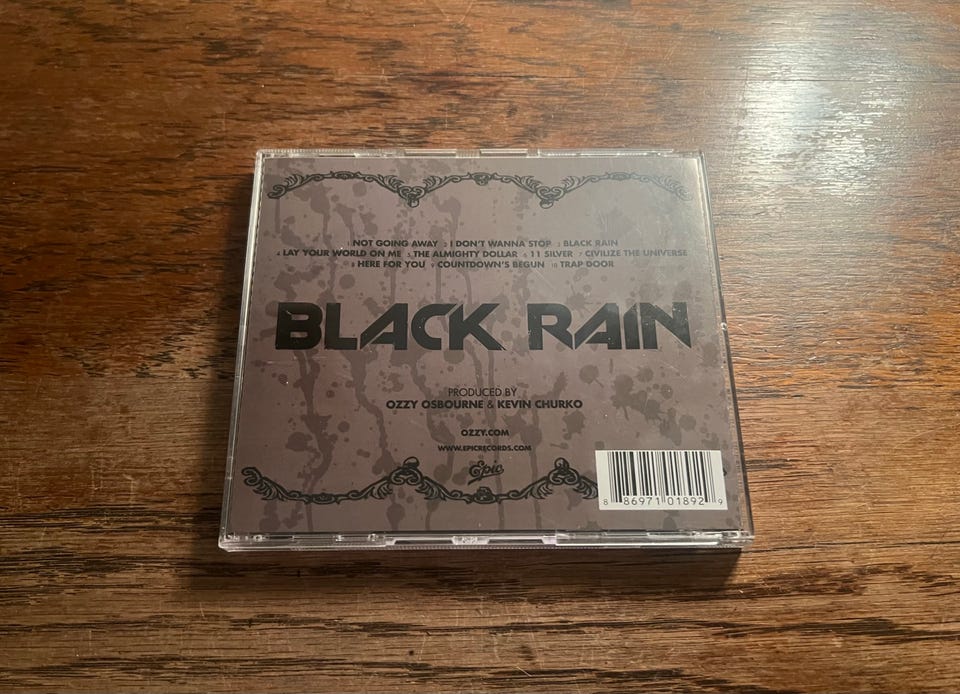 1 NOT GOING AWAY 2 I DON'T WANNA STOP 3 BLACK RAIN
4 LAY YOUR WORLD ON ME 5 THE ALMIGHTY DOLLAR 6 11 SILVER 7 CIVILIZE THE UNIVERSE
8 HERE FOR YOU 9 COUNTDOWN'S BEGUN 10 TRAP DOOR
BLACK RAIN
PRODUCED BY
OZZY OSBOURNE & KEVIN CHURKO
OZZY.COM
WWW.EPICRECORDS.COM
Epic
8 86971 01892 9